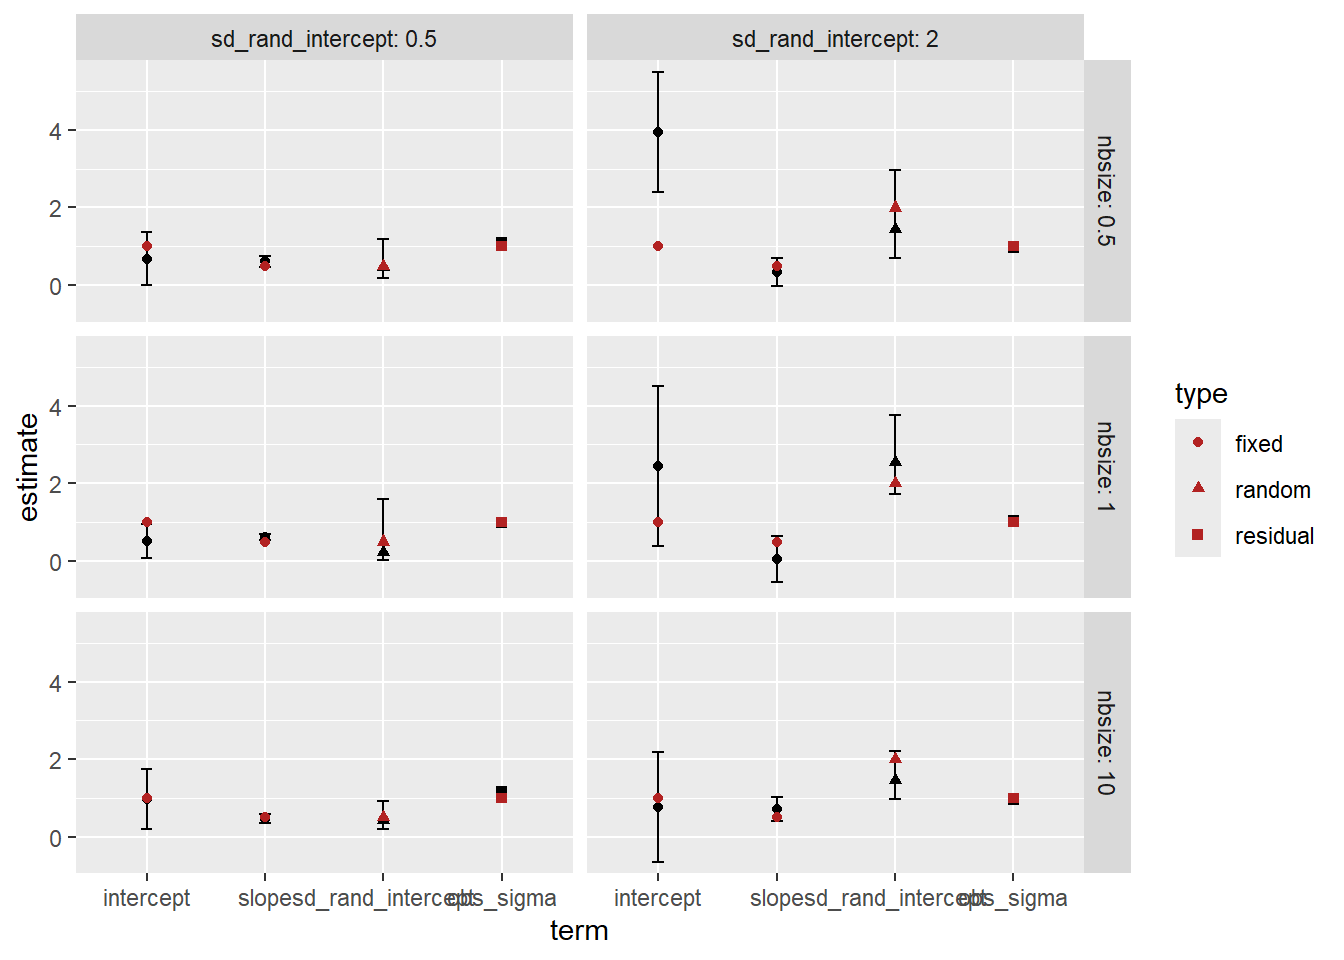 sd_rand_intercept: 0.5
sd_rand_intercept: 2
4
2
0
nbsize: 0.5
4
2
0
nbsize: 1
4
2
0
nbsize: 10
estimate
intercept
slope
sd_rand_intercept
obs_sigma
intercept
slope
sd_rand_intercept
obs_sigma
term
type
fixed
random
residual